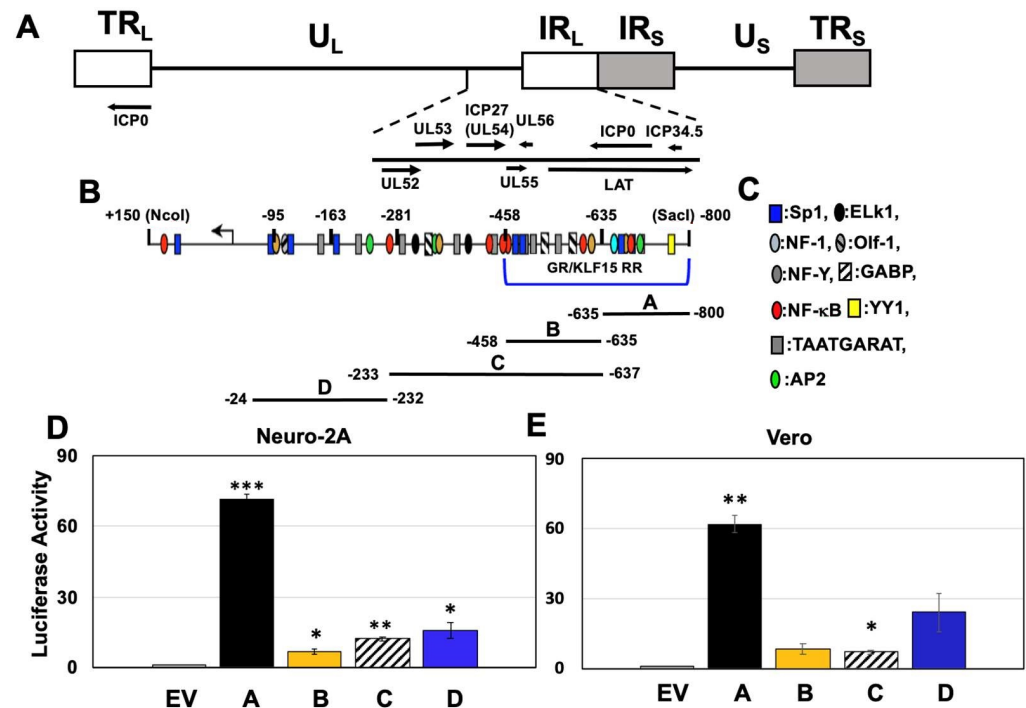 A
TRL UL IRL IRS US TRS
ICP0
ICP27
UL53 (UL54) UL56 ICP0 ICP34.5
UL52 UL55 LAT
B
C
+150 (NcoI) -95 -163 -281 -458 -635 (SacI) -800
GR/KLF15 RR
A
-635 -800
B
-458 -635
C
-233 -637
D
-24 -232
:Sp1, :ELk1,
:NF-1, :Olf-1,
:NF-Y, :GABP,
:NF-κB :YY1,
:TAATGARAT,
:AP2
D
Neuro-2A
Luciferase Activity
90
60
30
0
***
*
**
*
EV A B C D
E
Vero
90
60
30
0
**
*
EV A B C D